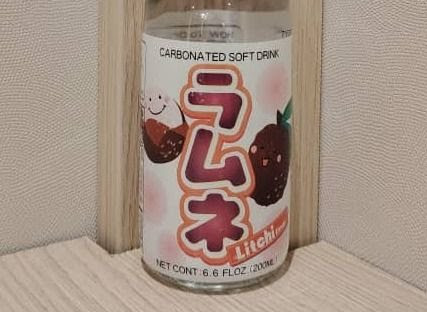 CARBONATED SOFT DRINK
ラムネ
Litchi
NET CONT : 6.6 FL.OZ. (200ML)